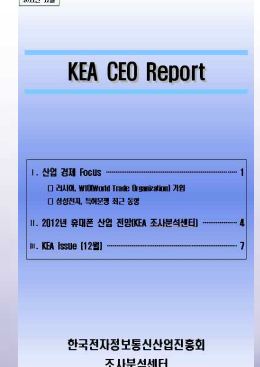 KEA CEO Report
Ⅰ. 산업 경제 Focus 1
□ 러시아, WTO(World Trade Organization) 가입
□ 삼성전자, 특허분쟁 최근 동향
Ⅱ. 2012년 휴대폰 산업 전망(KEA 조사분석센터) 4
Ⅲ. KEA Issue (12월) 7
한국전자정보통신산업진흥회
조사분석센터